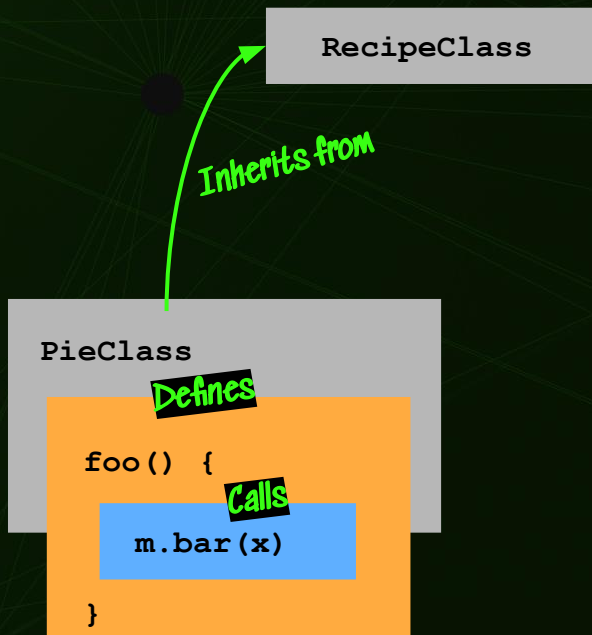 RecipeClass
Inherits from
PieClass
Defines
foo() {
Calls
m.bar(x)
}